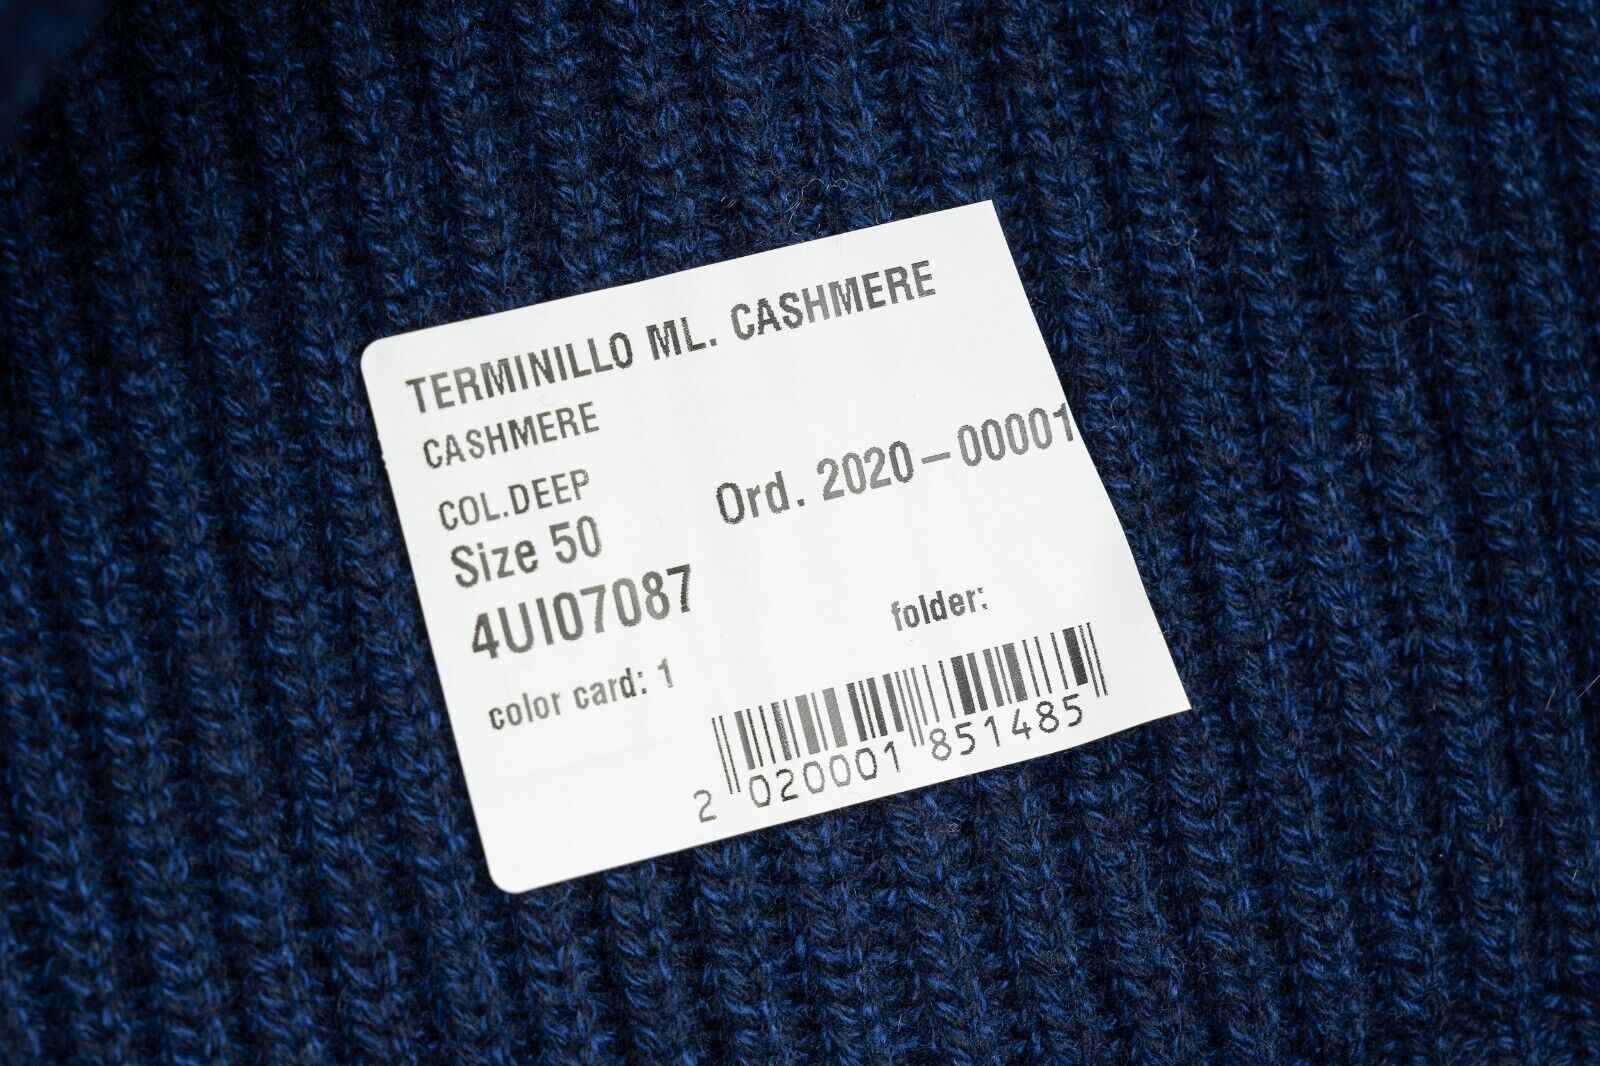 TERMINILLO ML. CASHMERE
CASHMERE
COL.DEEP
Size 50
Ord. 2020-00001
4UI07087
folder:
color card: 1
2 020001 851485